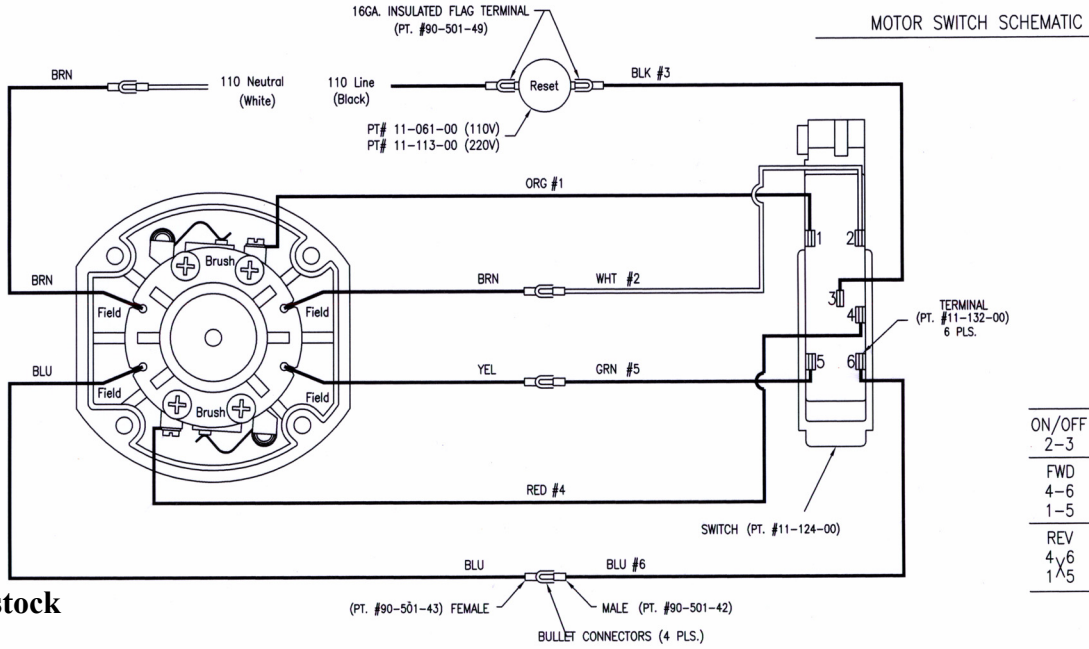 16GA. INSULATED FLAG TERMINAL
(PT. #90-501-49)
MOTOR SWITCH SCHEMATIC
BRN
110 Neutral
(White)
110 Line
(Black)
Reset
BLK #3
PT# 11-061-00 (110V)
PT# 11-113-00 (220V)
ORG #1
1
2
Brush
BRN
BRN
WHT #2
Field
Field
3
4
TERMINAL
(PT. #11-132-00)
6 PLS.
BLU
YEL
GRN #5
5
6
Field
Field
Brush
RED #4
SWITCH (PT. #11-124-00)
ON/OFF
2-3
FWD
4-6
1-5
REV
4 6
1 5
BLU
BLU #6
stock
(PT. #90-501-43) FEMALE
MALE (PT. #90-501-42)
BULLET CONNECTORS (4 PLS.)